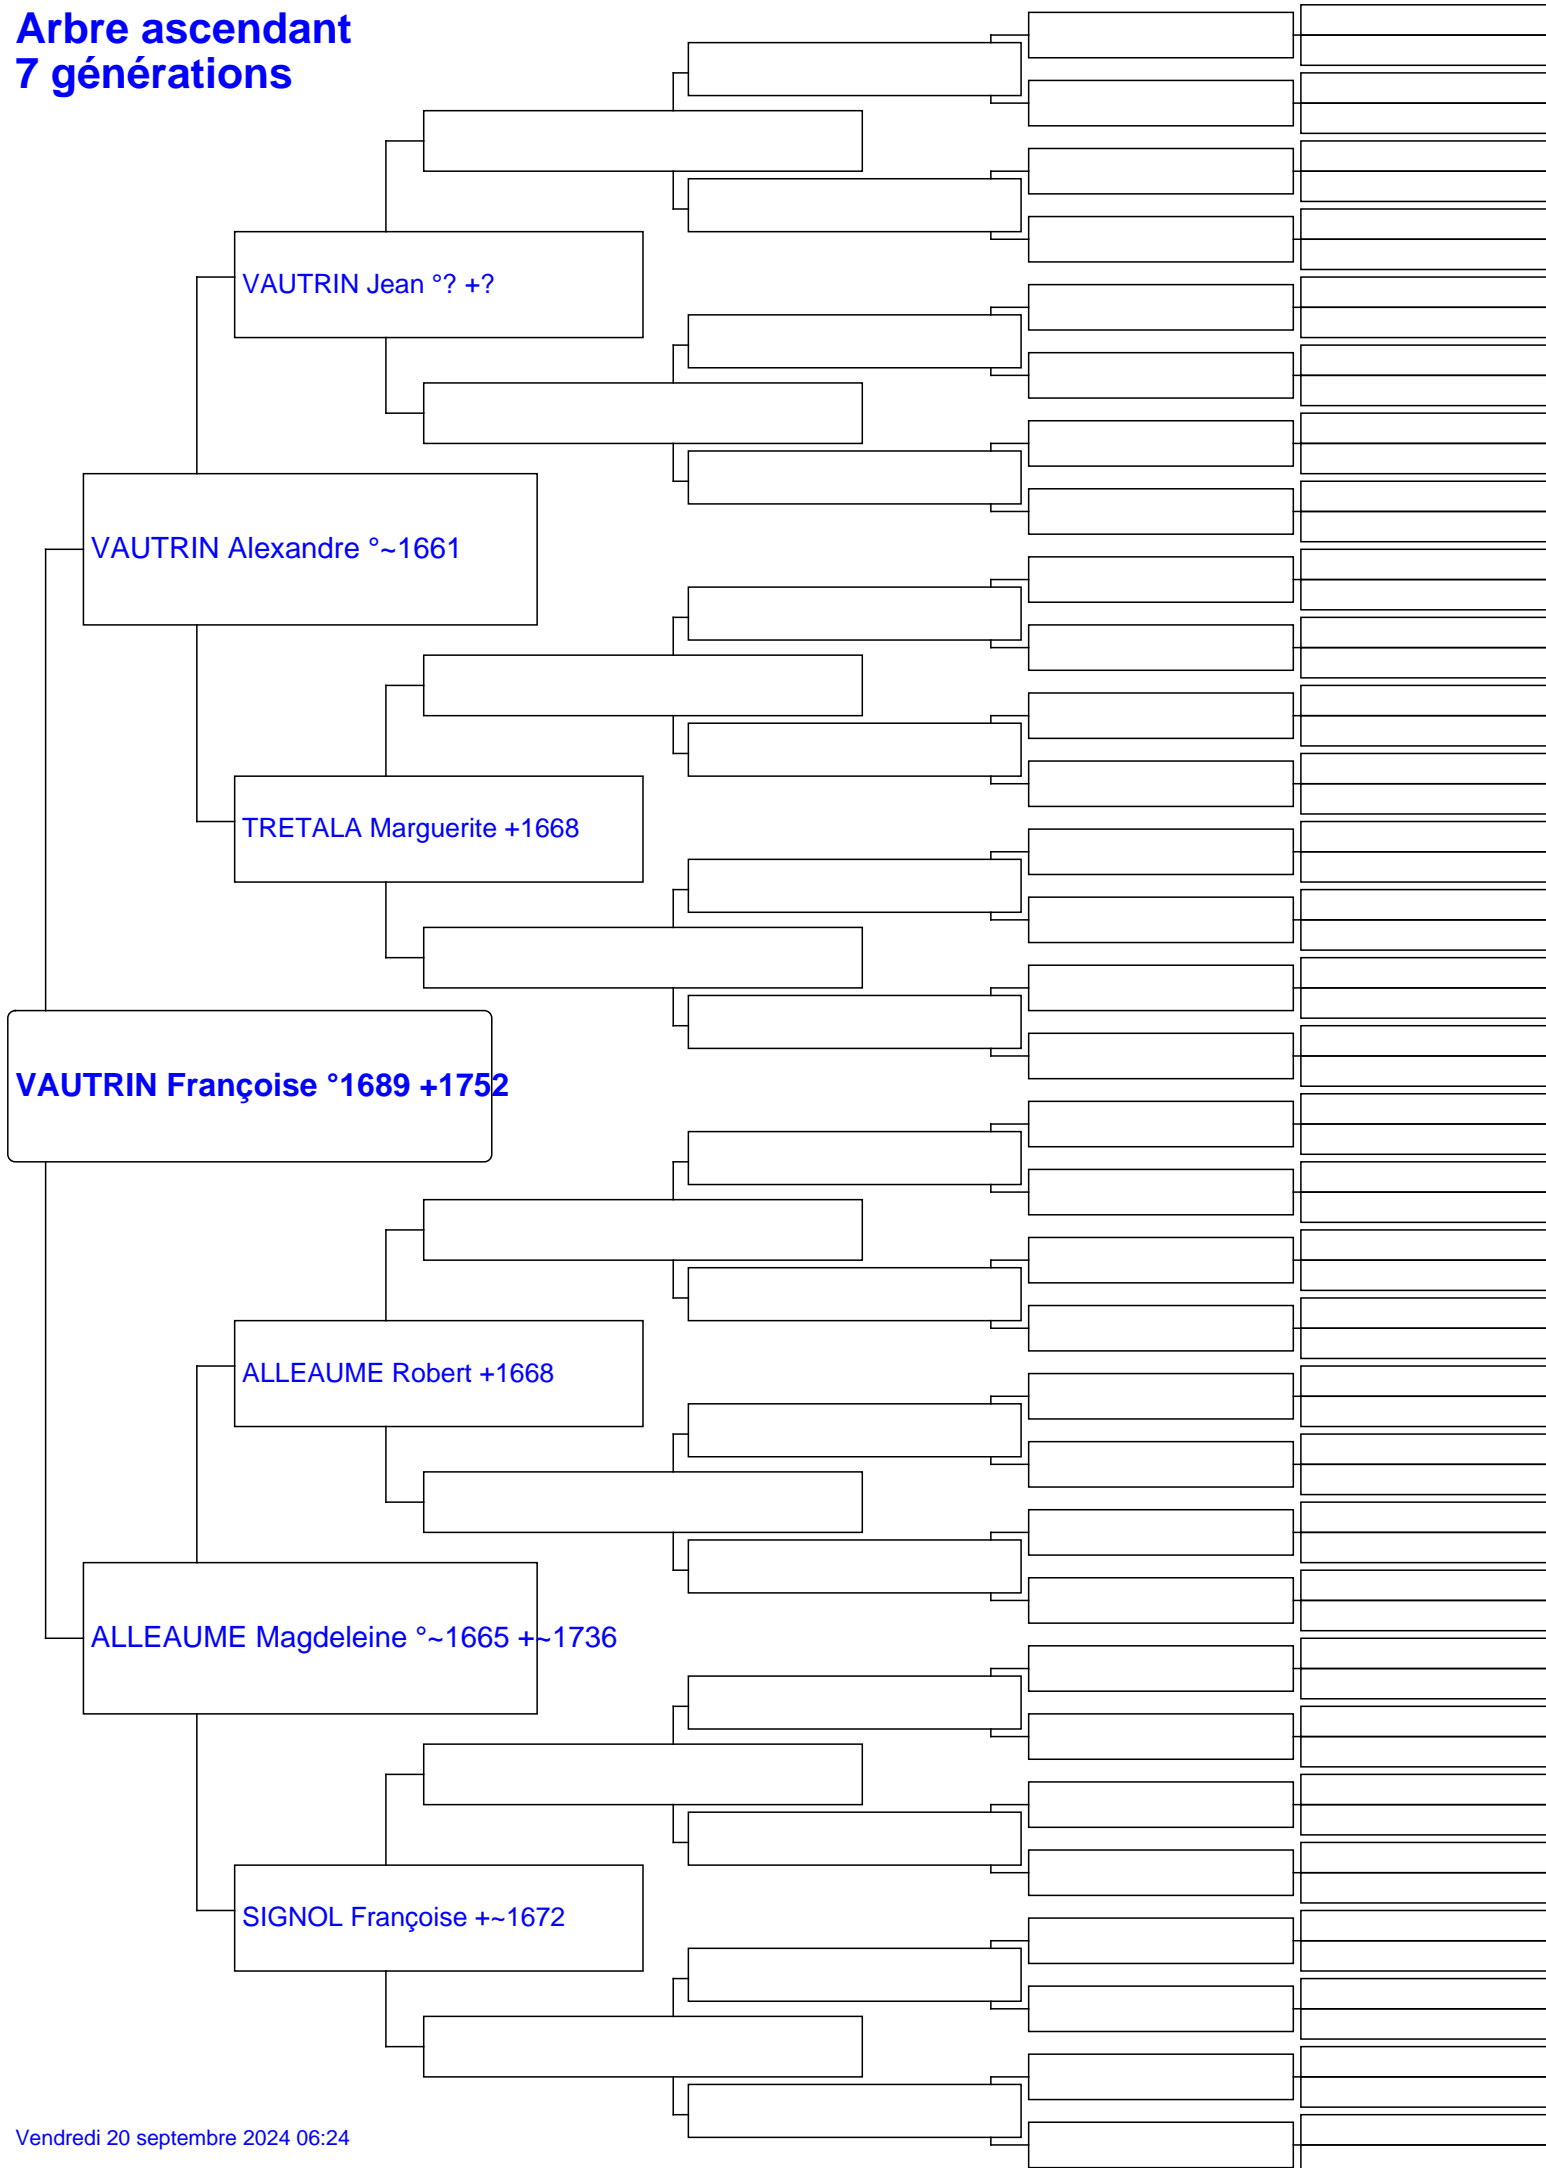 Arbre ascendant
7 générations
VAUTRIN Jean °? +?
VAUTRIN Alexandre °~1661
TRETALA Marguerite +1668
VAUTRIN Françoise °1689 +1752
ALLEAUME Robert +1668
ALLEAUME Magdeleine °~1665 +~1736
SIGNOL Françoise +~1672
Vendredi 20 septembre 2024 06:24